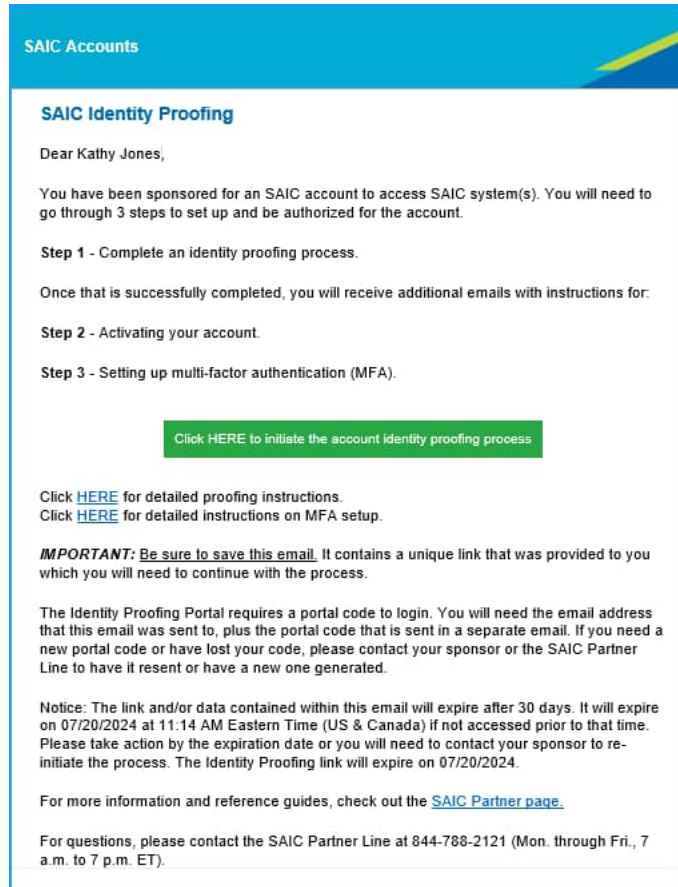 SAIC Accounts
SAIC Identity Proofing
Dear Kathy Jones,
You have been sponsored for an SAIC account to access SAIC system(s). You will need to
go through 3 steps to set up and be authorized for the account.
Step 1 - Complete an identity proofing process.
Once that is successfully completed, you will receive additional emails with instructions for:
Step 2 - Activating your account.
Step 3 - Setting up multi-factor authentication (MFA).
Click HERE to initiate the account identity proofing process
Click HERE for detailed proofing instructions.
Click HERE for detailed instructions on MFA setup.
IMPORTANT: Be sure to save this email. It contains a unique link that was provided to you
which you will need to continue with the process.
The Identity Proofing Portal requires a portal code to login. You will need the email address
that this email was sent to, plus the portal code that is sent in a separate email. If you need a
new portal code or have lost your code, please contact your sponsor or the SAIC Partner
Line to have it resent or have a new one generated.
Notice: The link and/or data contained within this email will expire after 30 days. It will expire
on 07/20/2024 at 11:14 AM Eastern Time (US & Canada) if not accessed prior to that time.
Please take action by the expiration date or you will need to contact your sponsor to re-
initiate the process. The Identity Proofing link will expire on 07/20/2024.
For more information and reference guides, check out the SAIC Partner page.
For questions, please contact the SAIC Partner Line at 844-788-2121 (Mon. through Fri., 7
a.m. to 7 p.m. ET).